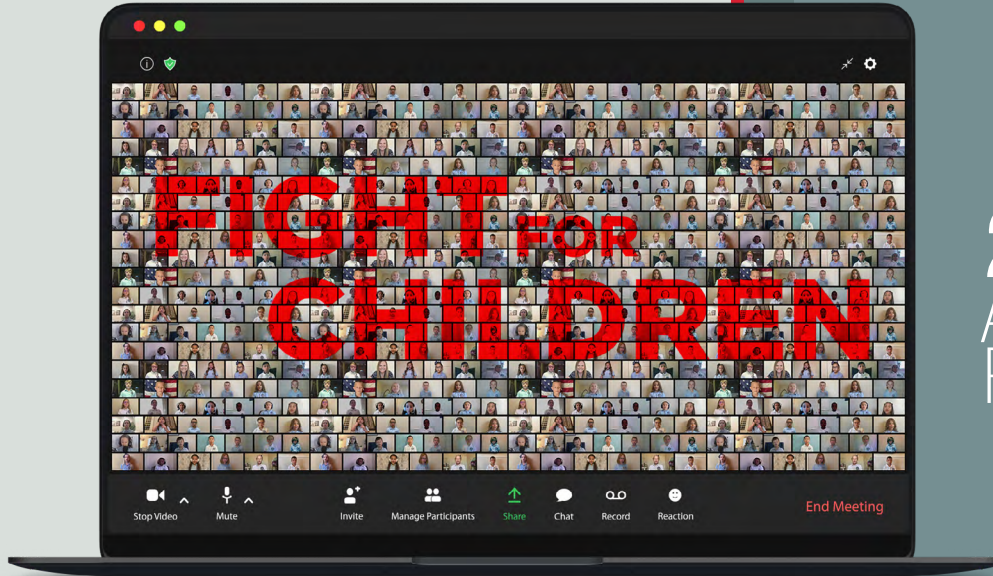 FIGHT FOR
CHILDREN
Stop Video
Mute
Invite
Manage Participants
Share
Chat
Record
Reaction
End Meeting